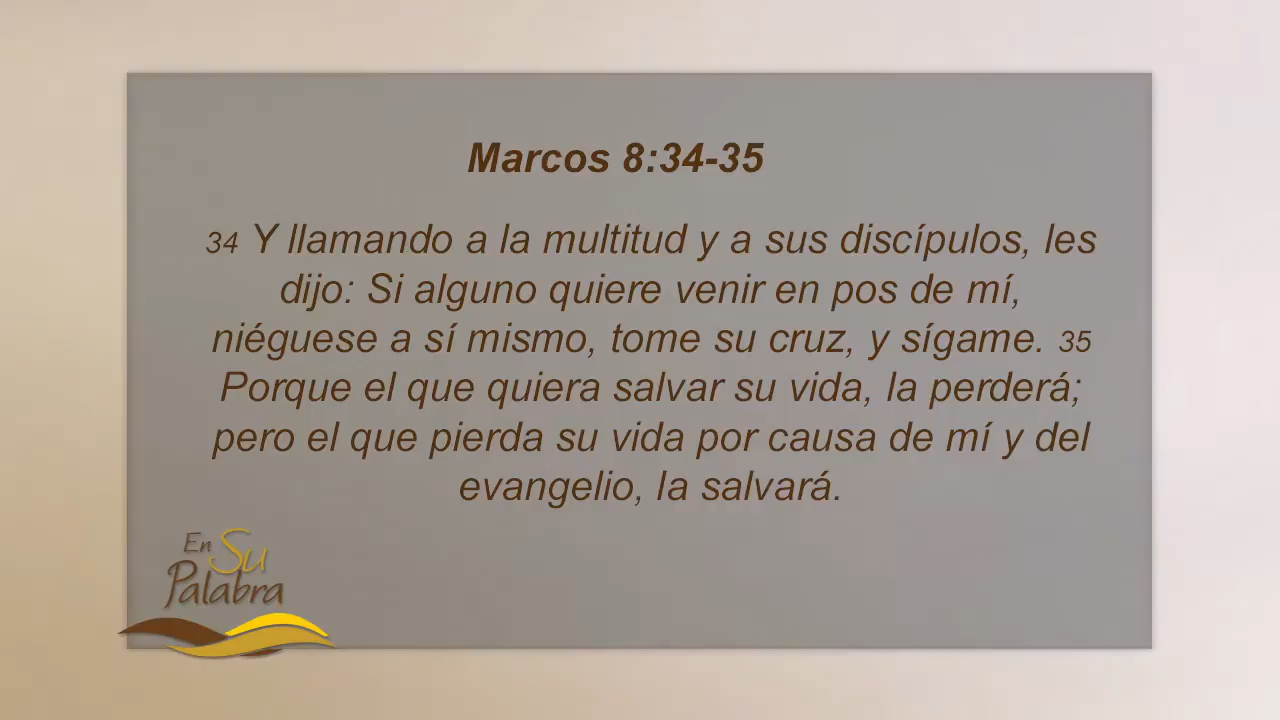 Marcos 8:34-35
34 Y llamando a la multitud y a sus discípulos, les
dijo: Si alguno quiere venir en pos de mí,
niéguese a sí mismo, tome su cruz, y sígame. 35
Porque el que quiera salvar su vida, la perderá;
pero el que pierda su vida por causa de mí y del
evangelio, la salvará.
En Su
Palabra